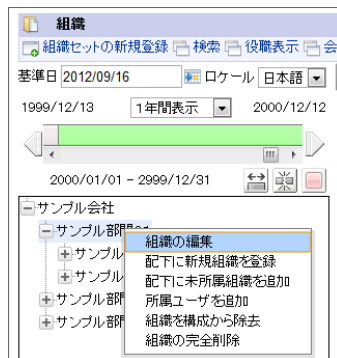 組織
組織セットの新規登録 検索 役職表示 会
基準日 2012/09/16 ロケール 日本語
1999/12/13 1年間表示 2000/12/12
2000/01/01 - 2999/12/31
サンプル会社
サンプル部門
組織の編集
サンプル
配下に新規組織を登録
サンプル
配下に未所属組織を追加
サンプル部
所属ユーザを追加
サンプル部
組織を構成から除去
組織の完全削除